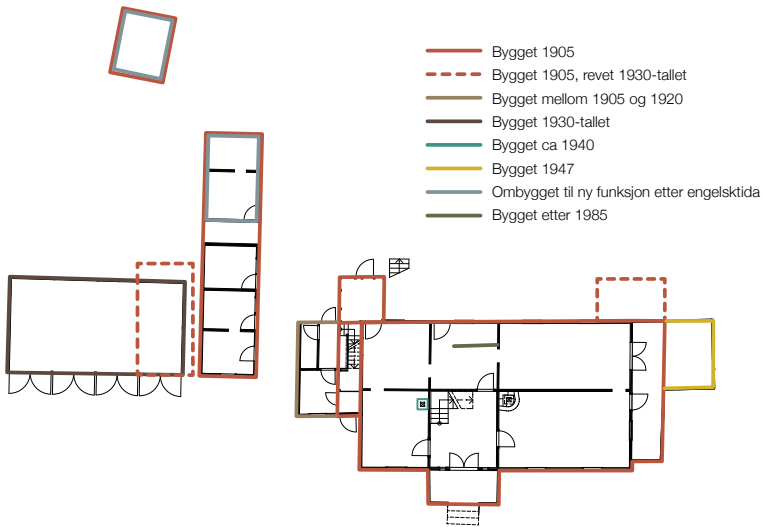 Bygget 1905
Bygget 1905, revet 1930-tallet
Bygget mellom 1905 og 1920
Bygget 1930-tallet
Bygget ca 1940
Bygget 1947
Ombygget til ny funksjon etter engelsktida
Bygget etter 1985